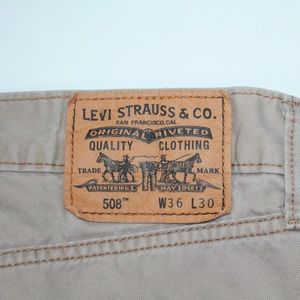 LEVI STRAUSS & CO.
SAN FRANCISCO, CAL.
ORIGINAL RIVETED
QUALITY CLOTHING
TRADE MARK
PATENTED IN U.S. MAY 20 1873
508™ W36 L30